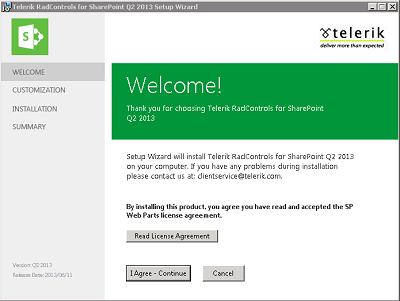 Telerik RadControls for SharePoint Q2 2013 Setup Wizard
S
telerik
deliver more than expected
WELCOME
CUSTOMIZATION
INSTALLATION
SUMMARY
Welcome!
Thank you for choosing Telerik RadControls for SharePoint
Q2 2013
Setup Wizard will install Telerik RadControls for SharePoint Q2 2013
on your computer. If you have any problems during installation
please contact us at: clientservice@telerik.com.
By installing this product, you agree you have read and accepted the SP
Web Parts license agreement.
Read License Agreement
Version: Q2 2013
Release Date: 2013/06/11
I Agree - Continue
Cancel